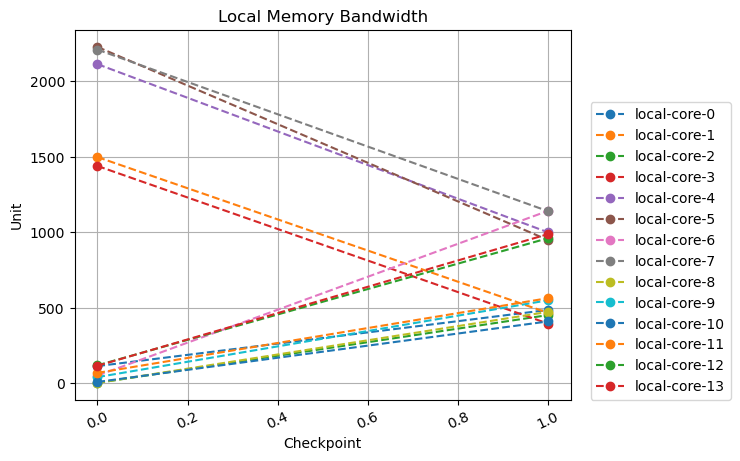 Local Memory Bandwidth
Unit
2000
1500
1000
500
0
0.0
0.2
0.4
0.6
0.8
1.0
Checkpoint
local-core-0
local-core-1
local-core-2
local-core-3
local-core-4
local-core-5
local-core-6
local-core-7
local-core-8
local-core-9
local-core-10
local-core-11
local-core-12
local-core-13